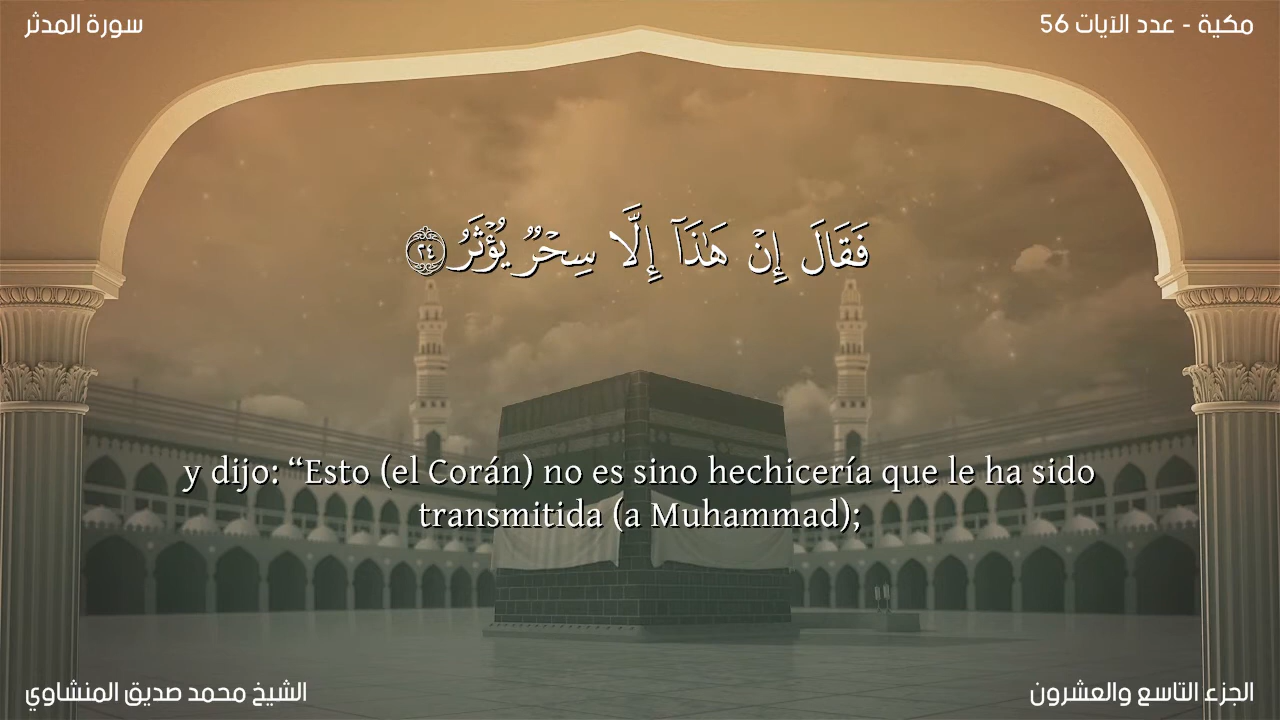 سورة المدثر
مكية - عدد الآيات 56
فَقَالَ إِنْ هَٰذَآ إِلَّا سِحْرٌ يُؤْثَرُ ٢٤
y dijo: “Esto (el Corán) no es sino hechicería que le ha sido
transmitida (a Muhammad);
الشيخ محمد صديق المنشاوي
الجزء التاسع والعشرون